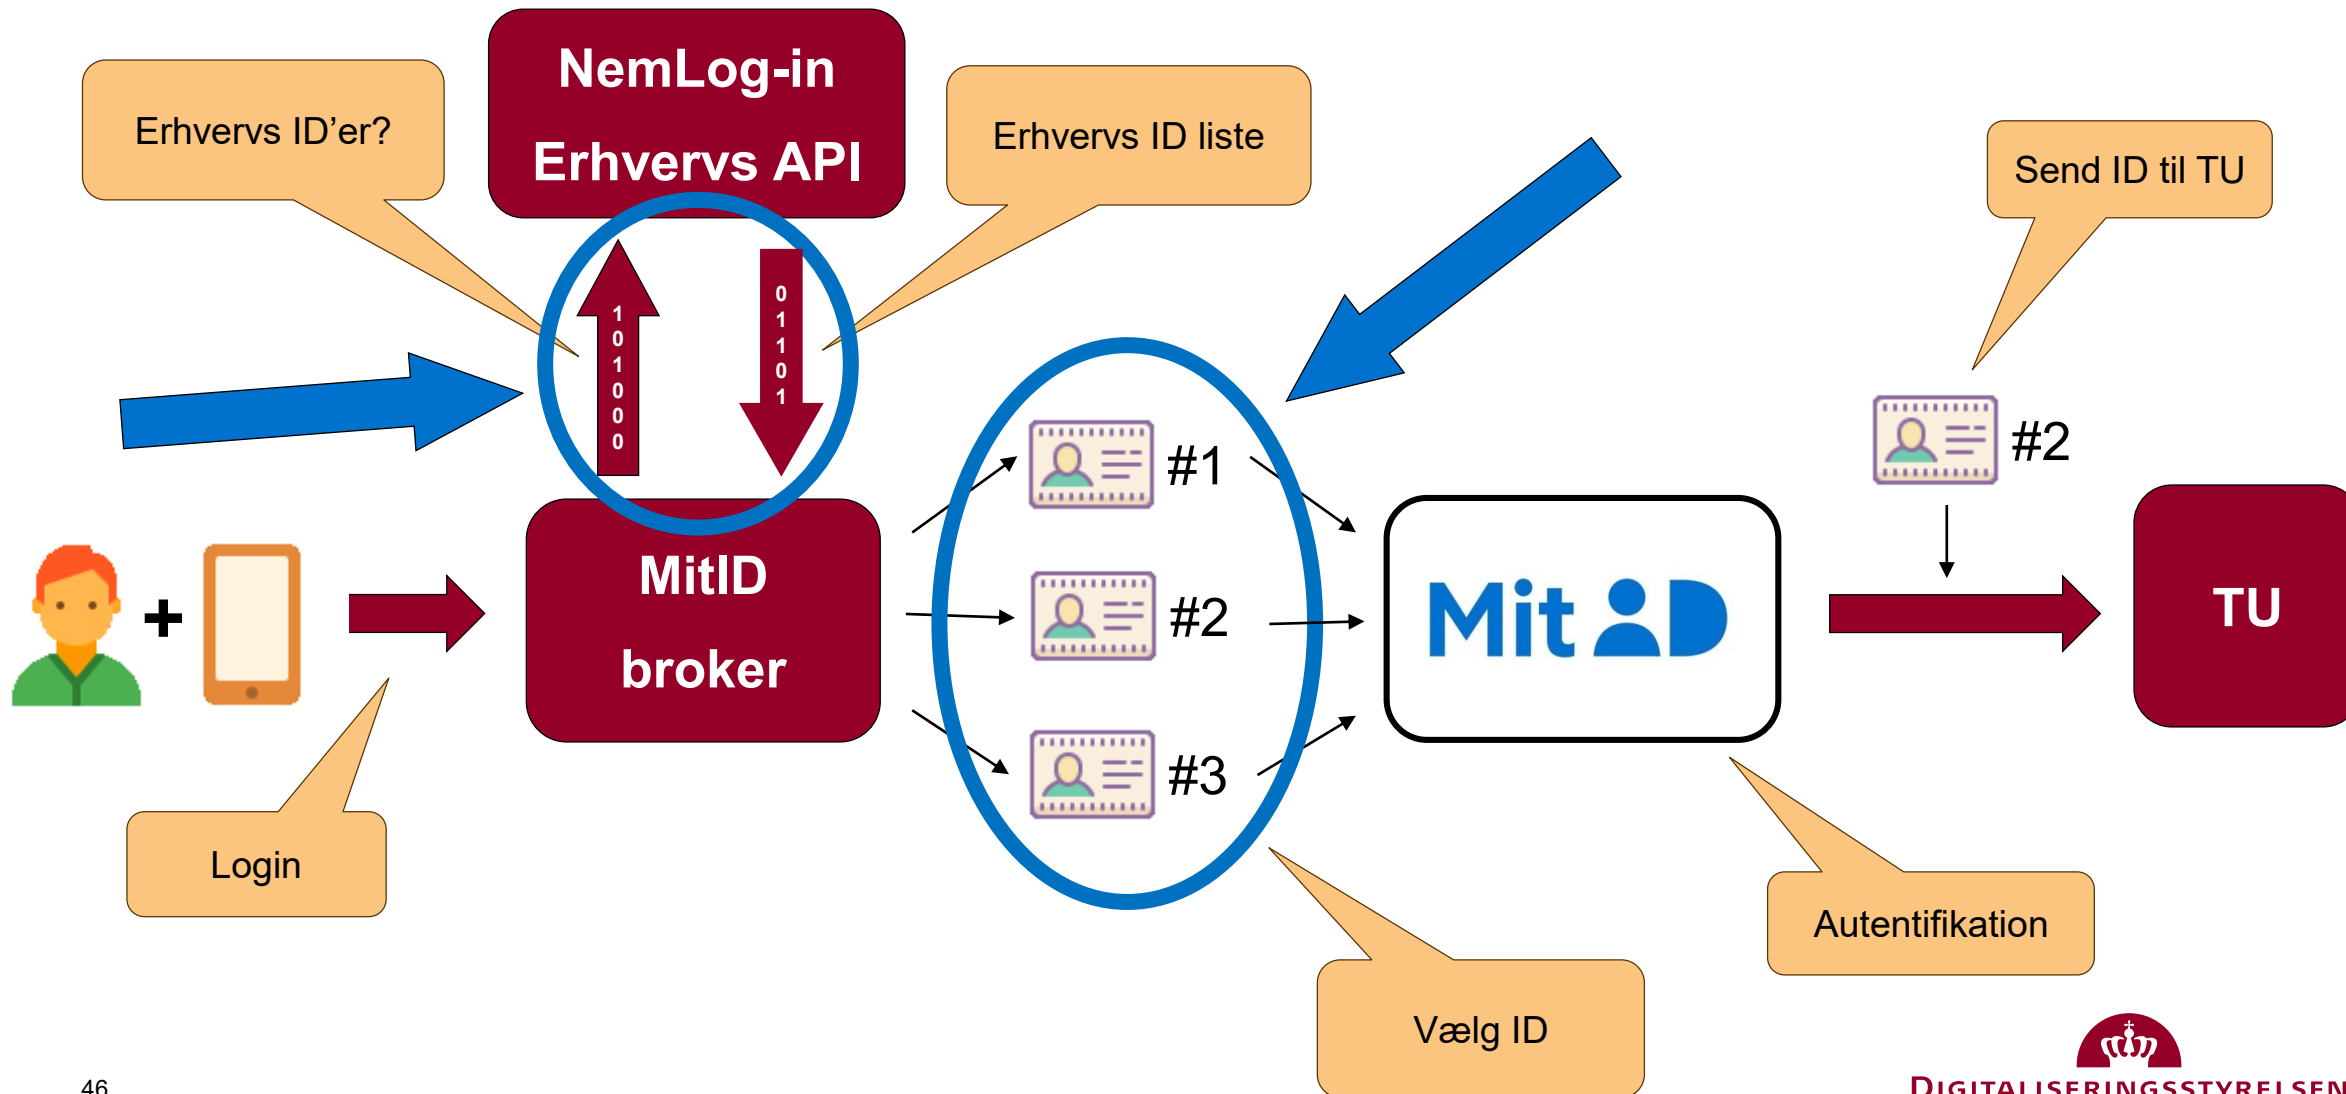 NemLog-in
Erhvervs API
Erhvervs ID’er?
Erhvervs ID liste
Send ID til TU
1
0
1
0
0
0
0
1
1
0
1
#1
#2
MitID
broker
+
#2
Mit D
TU
#3
Login
Autentifikation
Vælg ID
46
DIGITALISERINGSSTYRELSEN